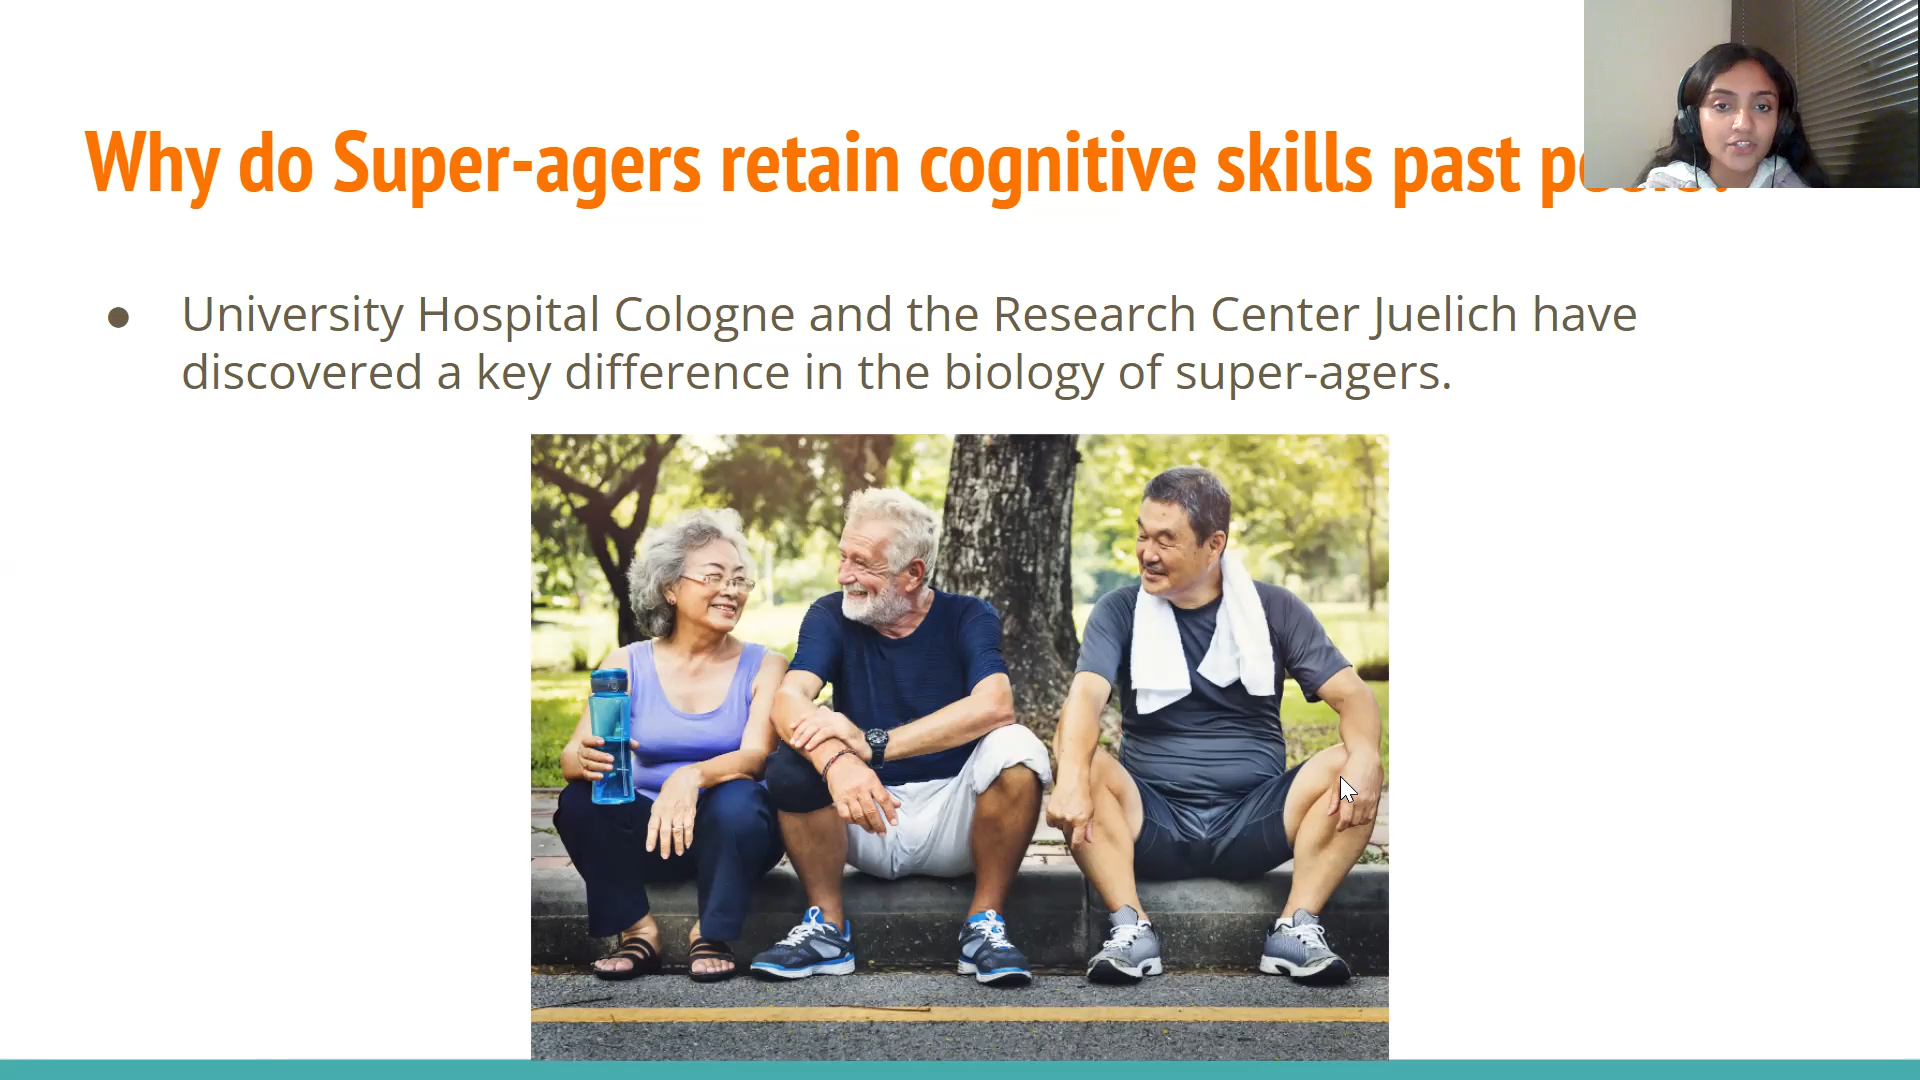 Why do Super-agers retain cognitive skills past
● University Hospital Cologne and the Research Center Juelich have
discovered a key difference in the biology of super-agers.